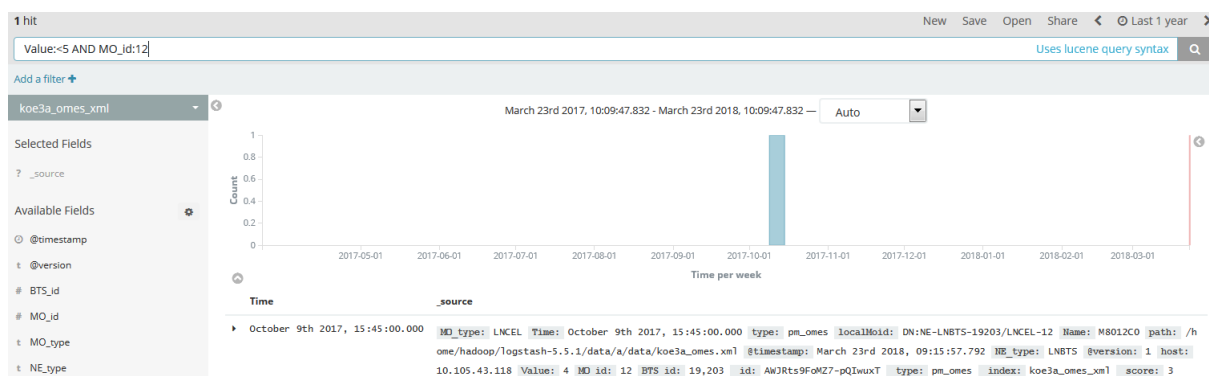 1 hit
New Save Open Share Last 1 year
Value:<5 AND MO_id:12
Uses lucene query syntax
Add a filter +
koe3a_omes_xml
March 23rd 2017, 10:09:47.832 - March 23rd 2018, 10:09:47.832 — Auto
Selected Fields
? _source
Available Fields
@timestamp
t @version
# BTS_id
# MO_id
t MO_type
t NE_type
Count
1
0.8
0.6
0.4
0.2
0
2017-05-01 2017-06-01 2017-07-01 2017-08-01 2017-09-01 2017-10-01 2017-11-01 2017-12-01 2018-01-01 2018-02-01 2018-03-01
Time per week
Time _source
October 9th 2017, 15:45:00.000 MO_type: LNCEL Time: October 9th 2017, 15:45:00.000 type: pm_omes localMoid: DN:NE-LNBTS-19203/LNCEL-12 Name: M8012C0 path: /h
ome/hadoop/logstash-5.5.1/data/a/data/koe3a_omes.xml @timestamp: March 23rd 2018, 09:15:57.792 NE_type: LNBTS @version: 1 host:
10.105.43.118 Value: 4 MO_id: 12 BTS_id: 19,203 _id: AWJRts9FoMZ7-pQIwuxT _type: pm_omes _index: koe3a_omes_xml _score: 3